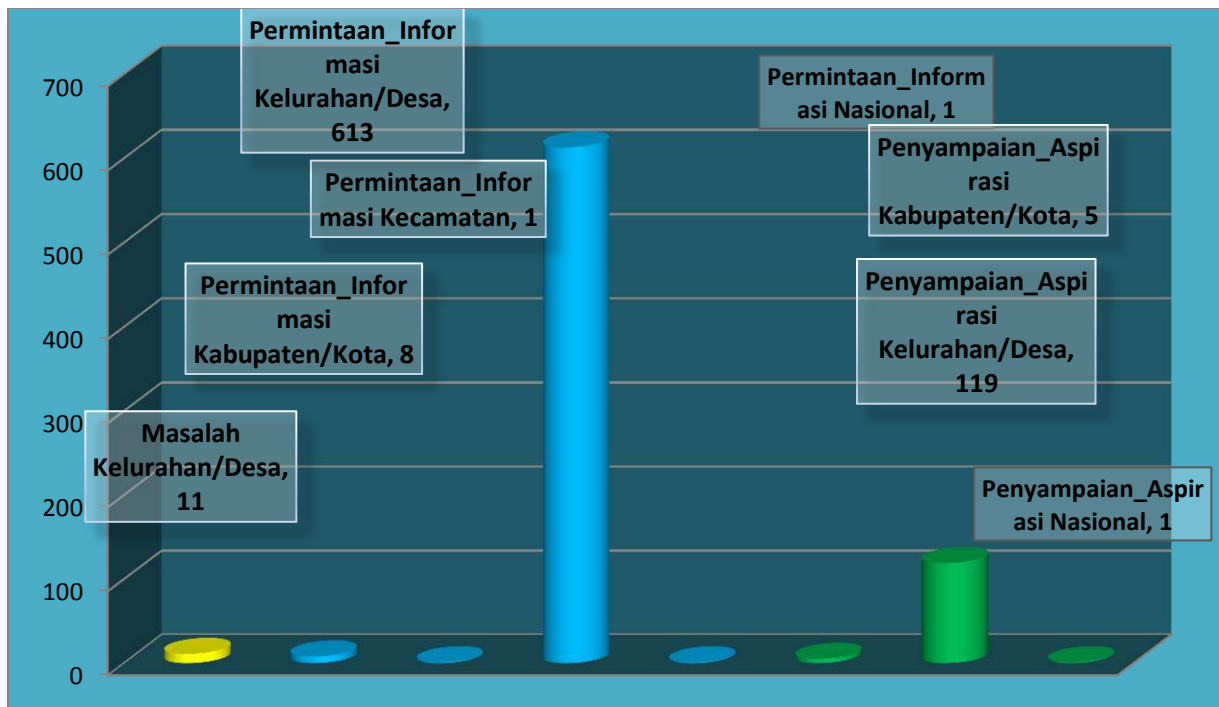 700
600
500
400
300
200
100
0
Masalah
Kelurahan/Desa,
11
Permintaan_Infor
masi
Kabupaten/Kota, 8
Permintaan_Infor
masi Kecamatan, 1
Permintaan_Infor
masi
Kelurahan/Desa,
613
Permintaan_Inform
asi Nasional, 1
Penyampaian_Aspi
rasi
Kabupaten/Kota, 5
Penyampaian_Aspi
rasi
Kelurahan/Desa,
119
Penyampaian_Aspir
asi Nasional, 1